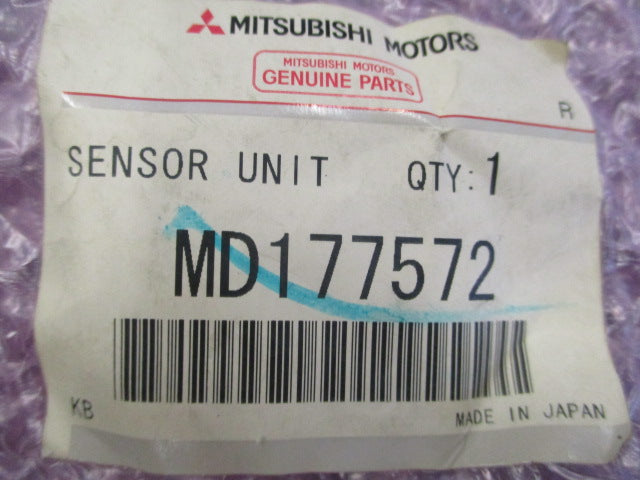 MITSUBISHI MOTORS
MITSUBISHI MOTORS
GENUINE PARTS
R
SENSOR UNIT QTY: 1
MD177572
KB
MADE IN JAPAN